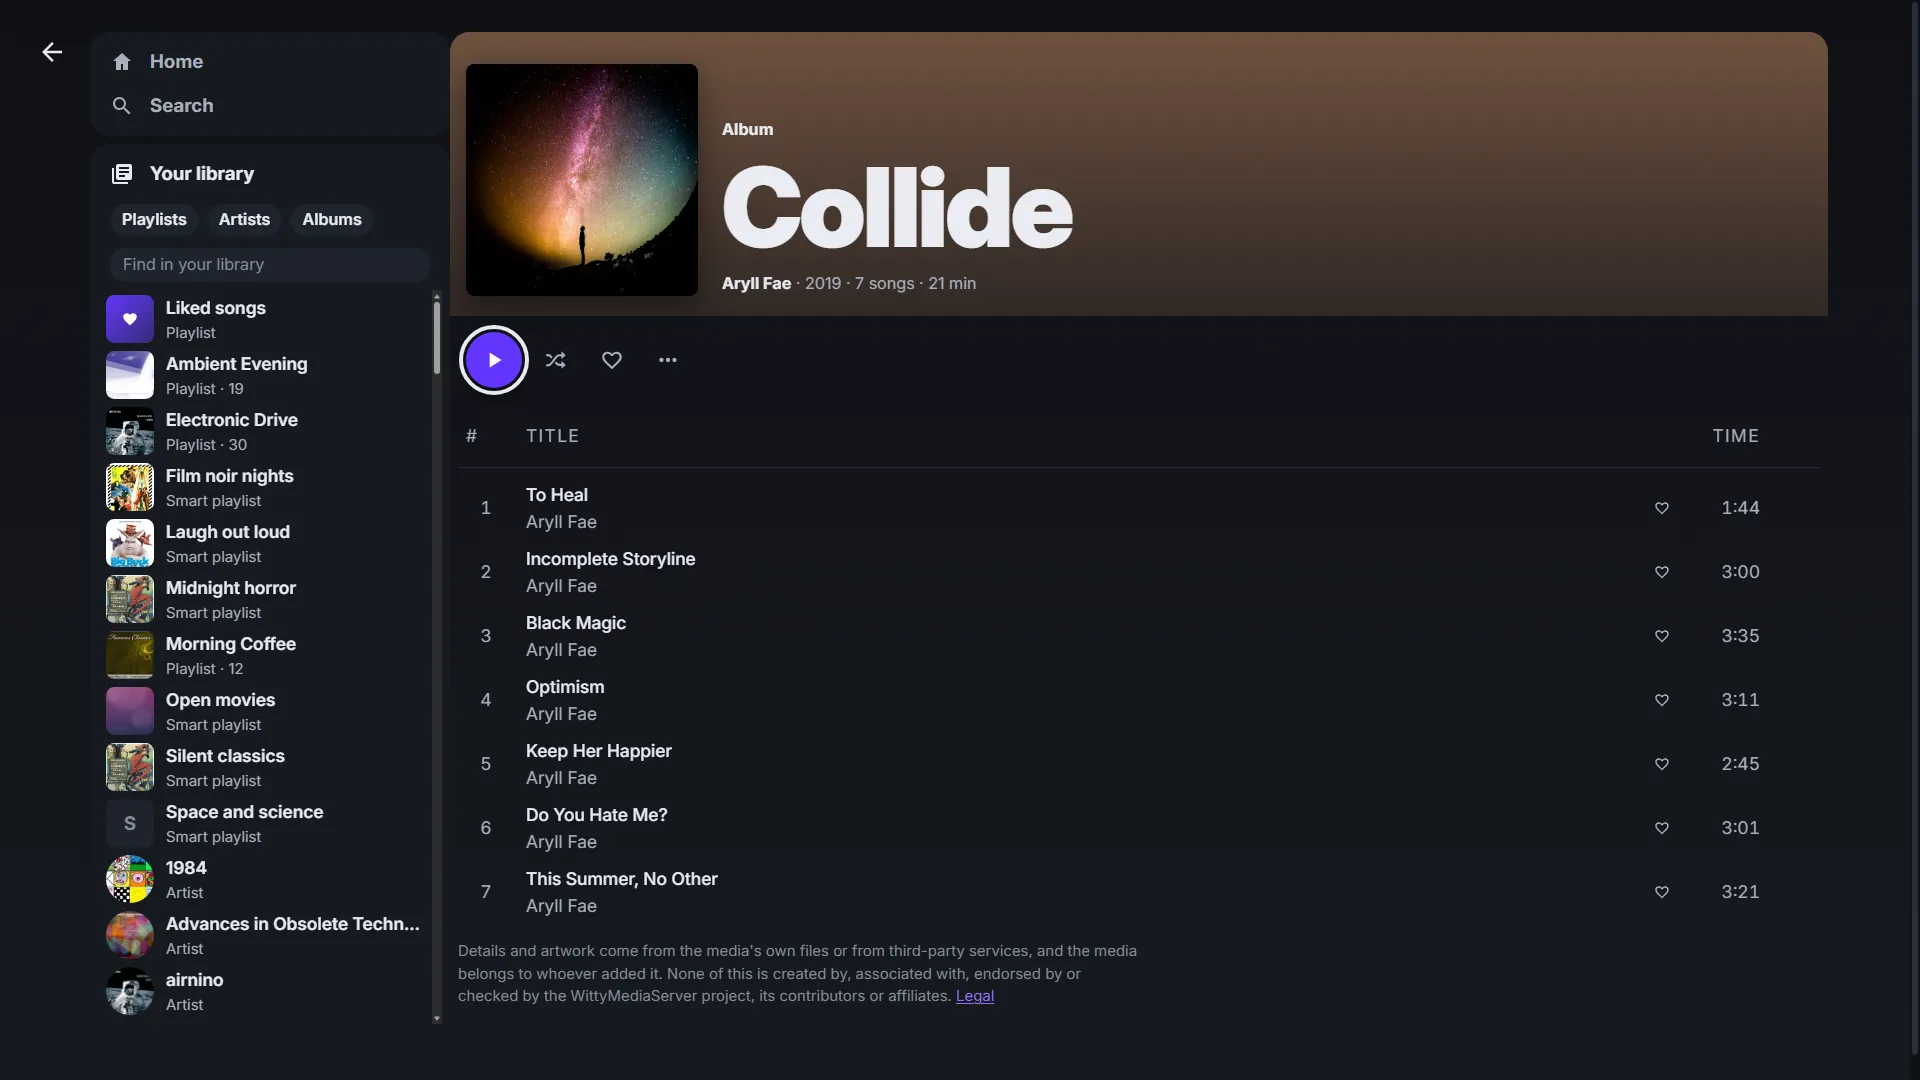 Home
Search
Your library
Playlists
Artists
Albums
Find in your library
Liked songs
Playlist
Ambient Evening
Playlist · 19
Electronic Drive
Playlist · 30
Film noir nights
Smart playlist
Laugh out loud
Smart playlist
Midnight horror
Smart playlist
Morning Coffee
Playlist · 12
Open movies
Smart playlist
Silent classics
Smart playlist
S
Space and science
Smart playlist
1984
Artist
Advances in Obsolete Techn...
Artist
airnino
Artist
Album
Collide
Aryll Fae · 2019 · 7 songs · 21 min
# TITLE TIME
1 To Heal 1:44
Aryll Fae
2 Incomplete Storyline 3:00
Aryll Fae
3 Black Magic 3:35
Aryll Fae
4 Optimism 3:11
Aryll Fae
5 Keep Her Happier 2:45
Aryll Fae
6 Do You Hate Me? 3:01
Aryll Fae
7 This Summer, No Other 3:21
Aryll Fae
Details and artwork come from the media's own files or from third-party services, and the media
belongs to whoever added it. None of this is created by, associated with, endorsed by or
checked by the WittyMediaServer project, its contributors or affiliates. Legal